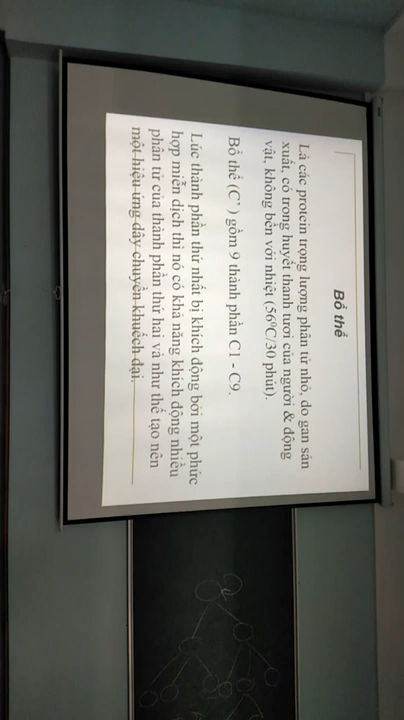 Bổ thể
Là các protein trọng lượng phân tử nhỏ, do gan sản
xuất, có trong huyết thanh tươi của người & động
vật, không bền với nhiệt (56⁰C/30 phút).
Bổ thể (C') gồm 9 thành phần C1 - C9.
Lúc thành phần thứ nhất bị khích động bởi một phức
hợp miễn dịch thì nó có khả năng khích động nhiều
phân tử của thành phần thứ hai và như thế tạo nên
một hiệu ứng dây chuyền khuếch đại.